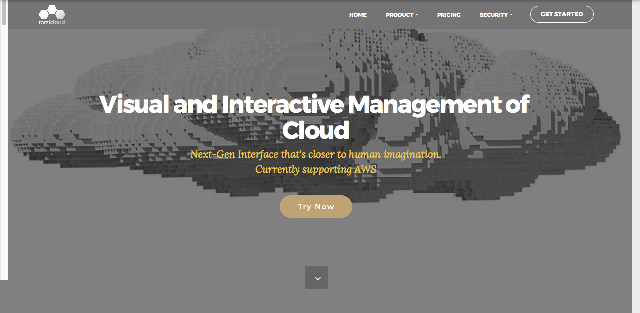 HOME
PRODUCT
PRICING
SECURITY
GET STARTED
Visual and Interactive Management of
Cloud
Next-Gen Interface that's closer to human imagination.
Currently supporting AWS
Try Now